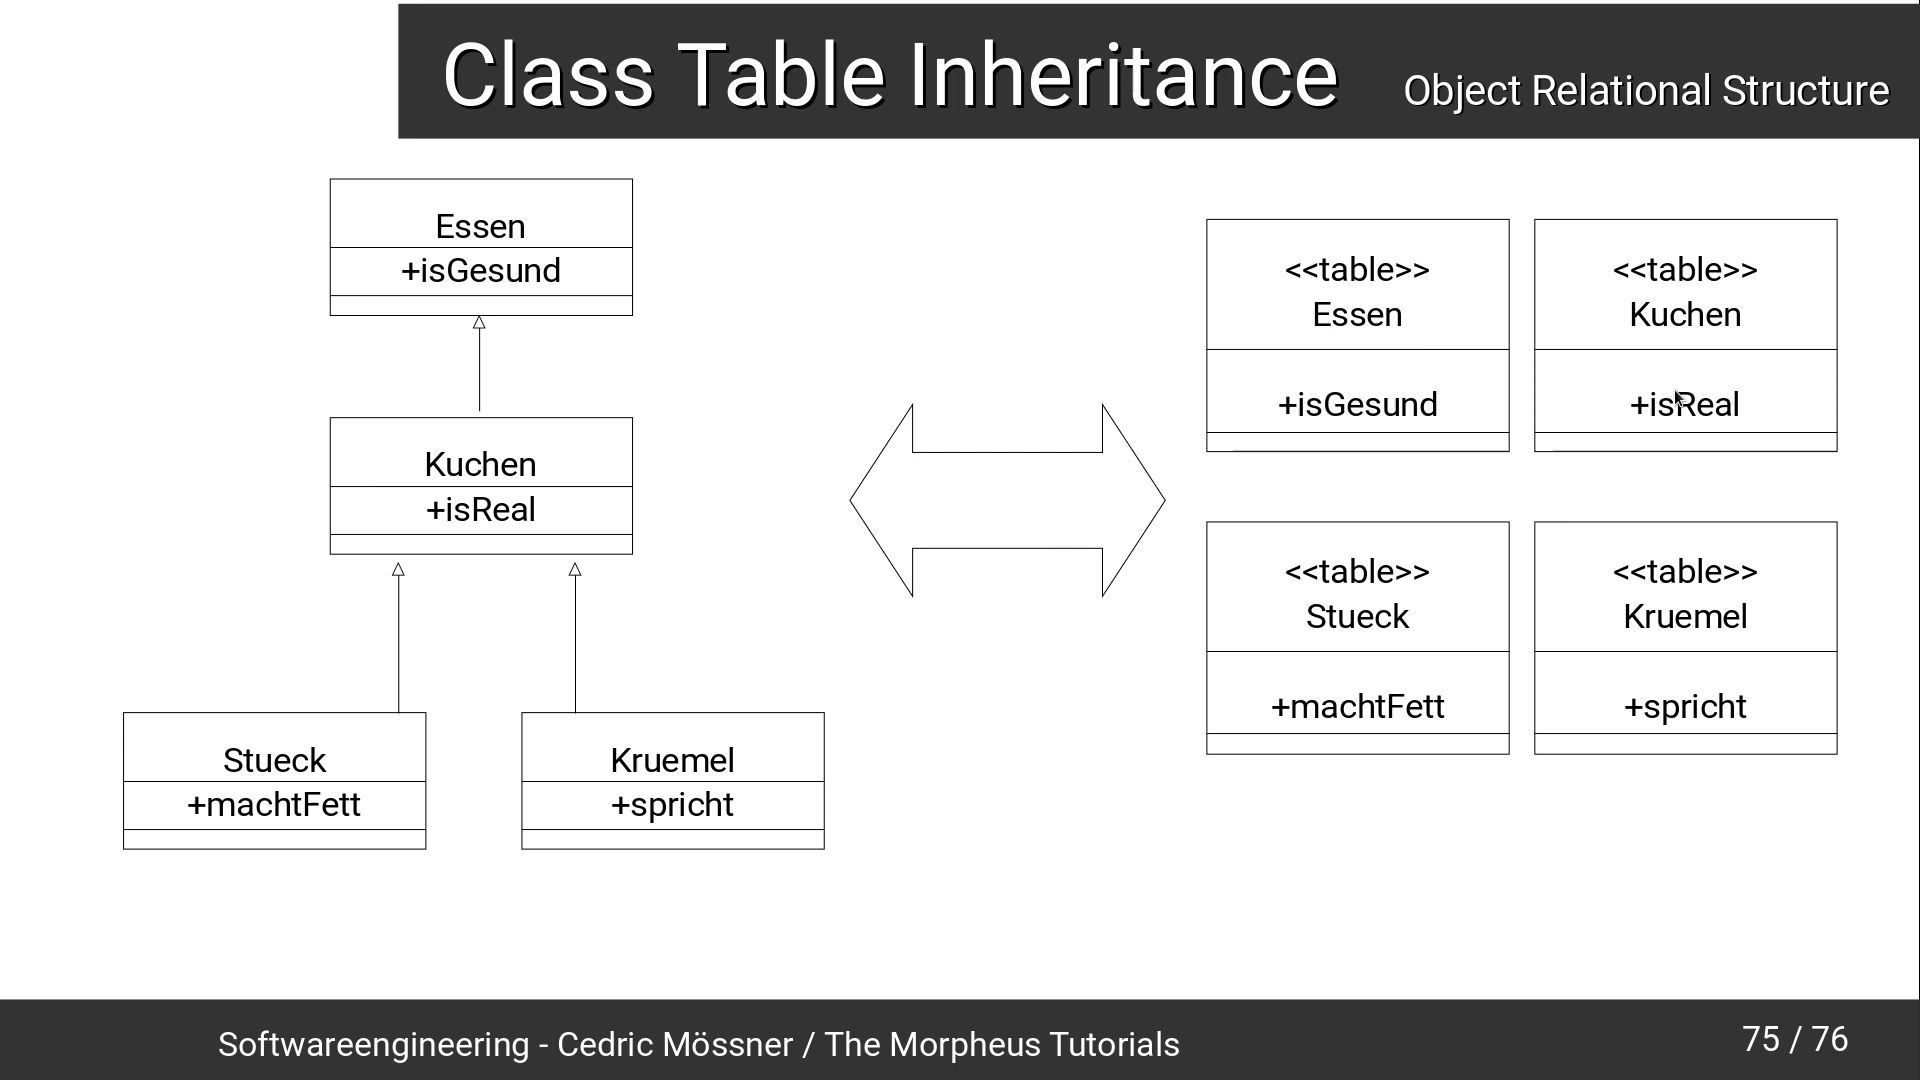 Class Table Inheritance
Object Relational Structure
Essen
+isGesund
Kuchen
+isReal
Stueck
+machtFett
Kruemel
+spricht
<<table>>
Essen
+isGesund
<<table>>
Kuchen
+isReal
<<table>>
Stueck
+machtFett
<<table>>
Kruemel
+spricht
Softwareengineering - Cedric Mössner / The Morpheus Tutorials
75 / 76